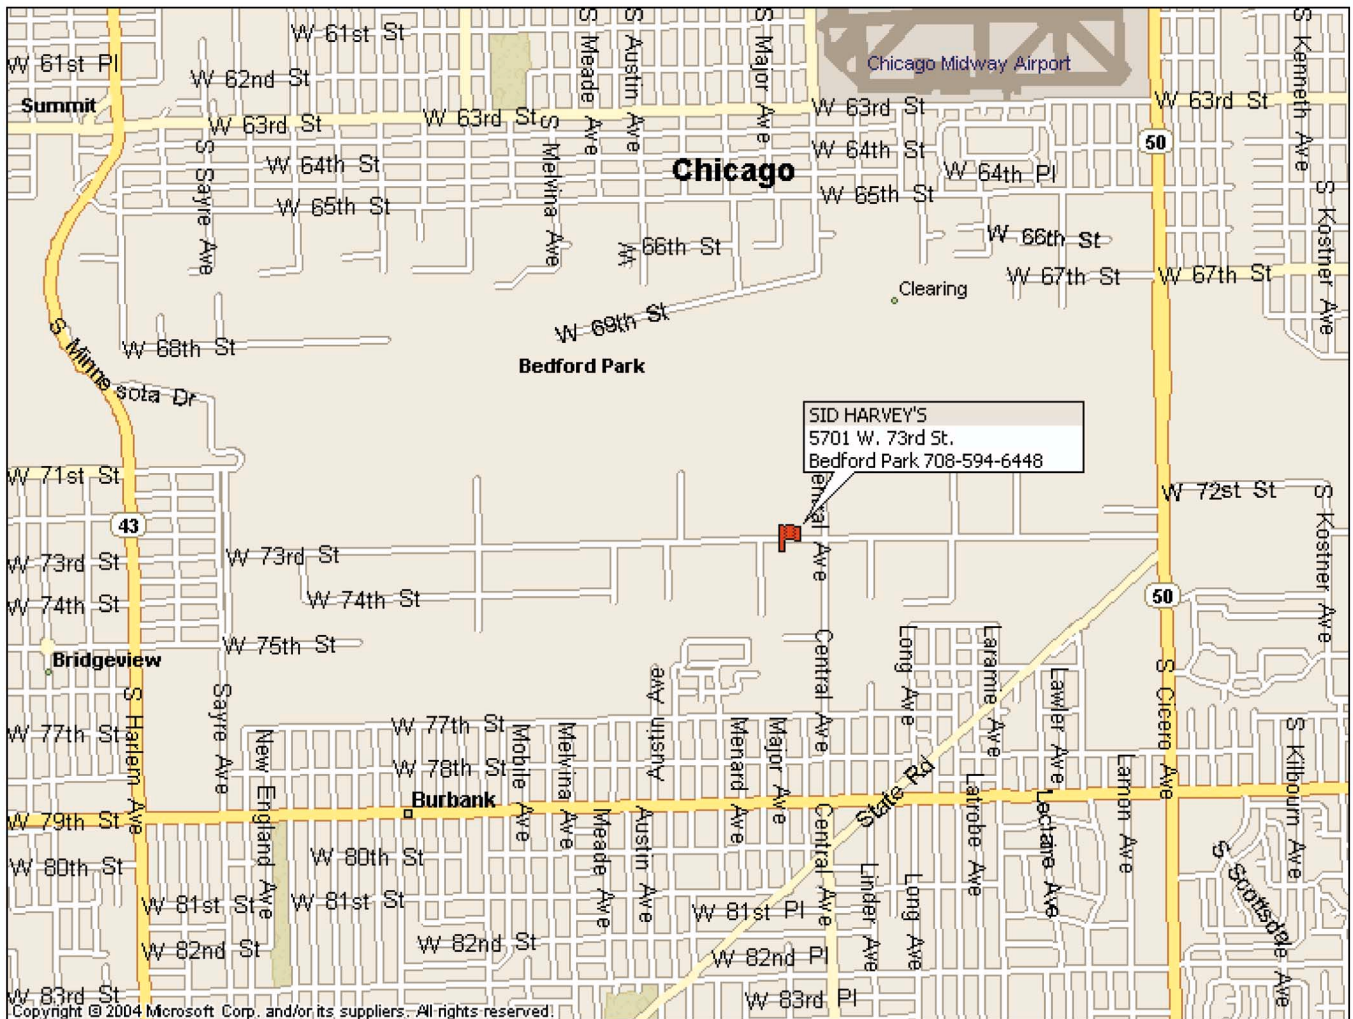 W 61st St
S Meade Ave
S Austin Ave
S Major Ave
Chicago Midway Airport
S Kenneth Ave
W 61st Pl
W 62nd St
Summit
W 63rd St
W 63rd St
W 63rd St
W 63rd St
50
S Sayre Ave
W 64th St
S Melvina Ave
Chicago
W 64th St
W 64th Pl
W 65th St
W 65th St
S Kostner Ave
W 66th St
W 66th St
W 67th St
W 67th St
Clearing
S Minnesota Dr
W 68th St
W 69th St
Bedford Park
SID HARVEY'S
5701 W. 73rd St.
Bedford Park 708-594-6448
W 71st St
W 72st St
S Kostner Ave
43
Central Ave
W 73rd St
W 73rd St
W 74th St
W 74th St
50
W 75th St
Bridgeview
S Harlem Ave
Sayre Ave
New England Ave
W 77th St
W 77th St
Mobile Ave
Melvina Ave
Austin Ave
Menard Ave
Major Ave
Central Ave
Long Ave
Laramie Ave
Lawler Ave
S Cicero Ave
S Kilbourn Ave
W 78th St
Burbank
State Rd
W 79th St
Meade Ave
Austin Ave
Central Ave
Latrobe Ave
Leclaire Ave
Lamon Ave
W 80th St
W 80th St
Linder Ave
Long Ave
S Scottsdale Ave
W 81st St
W 81st St
W 81st Pl
W 82nd St
W 82nd St
W 82nd Pl
W 83rd St
W 83rd Pl
Copyright © 2004 Microsoft Corp. and/or its suppliers. All rights reserved.